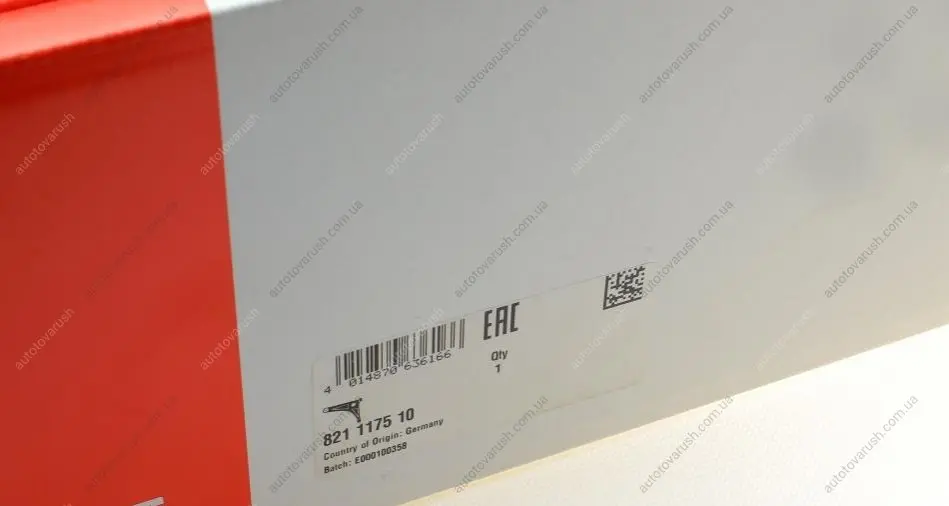 4 014870 636166
EAC
Qty
1
821 1175 10
Country of Origin: Germany
Batch: E000100358
autotovarush.com.ua